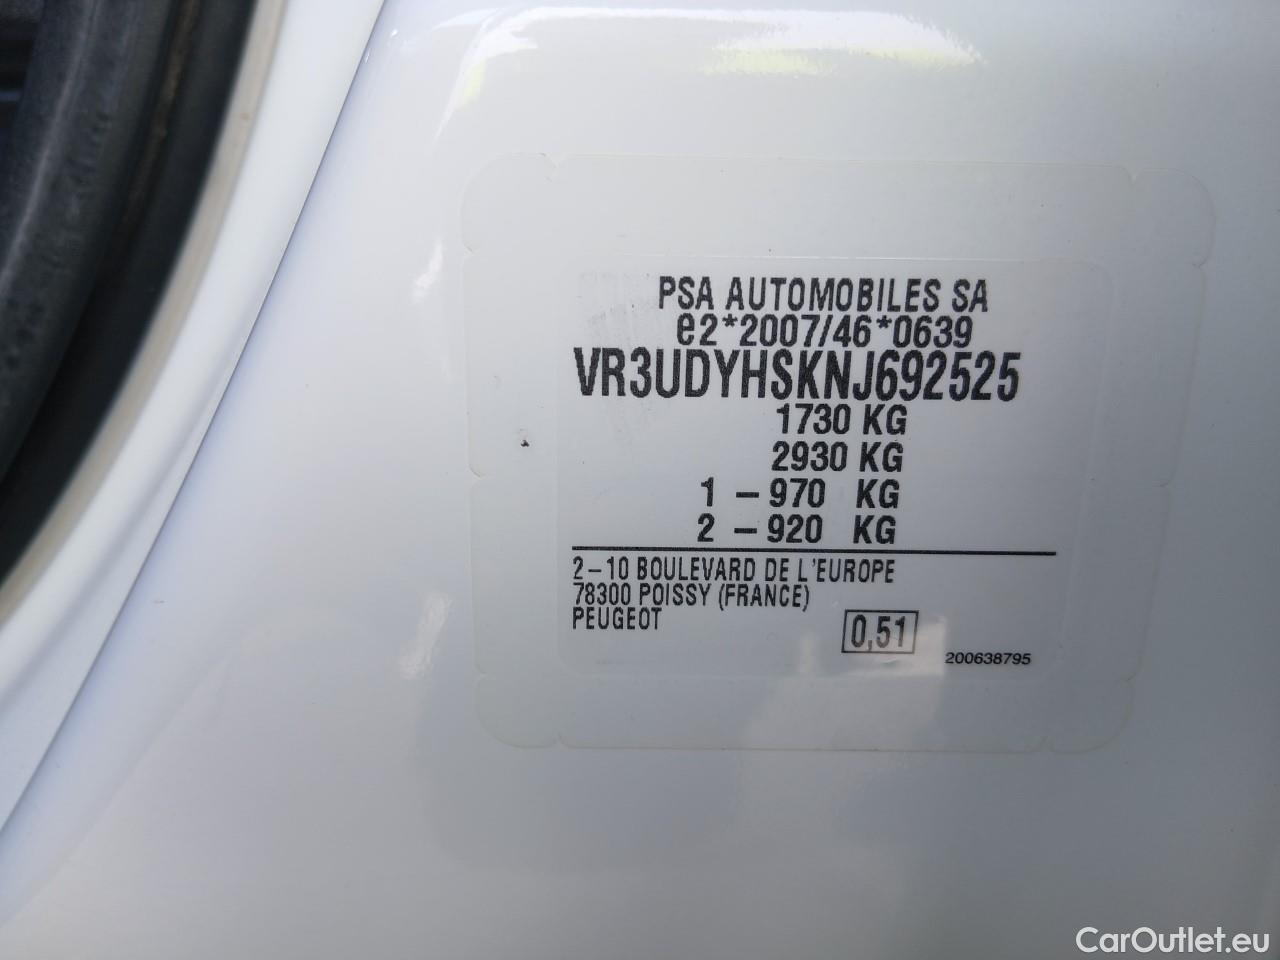 PSA AUTOMOBILES SA
e2*2007/46*0639
VR3UDYHSKNJ692525
1730 KG
2930 KG
1 – 970 KG
2 – 920 KG
2–10 BOULEVARD DE L'EUROPE
78300 POISSY (FRANCE)
PEUGEOT
0,51
200638795
CarOutlet.eu